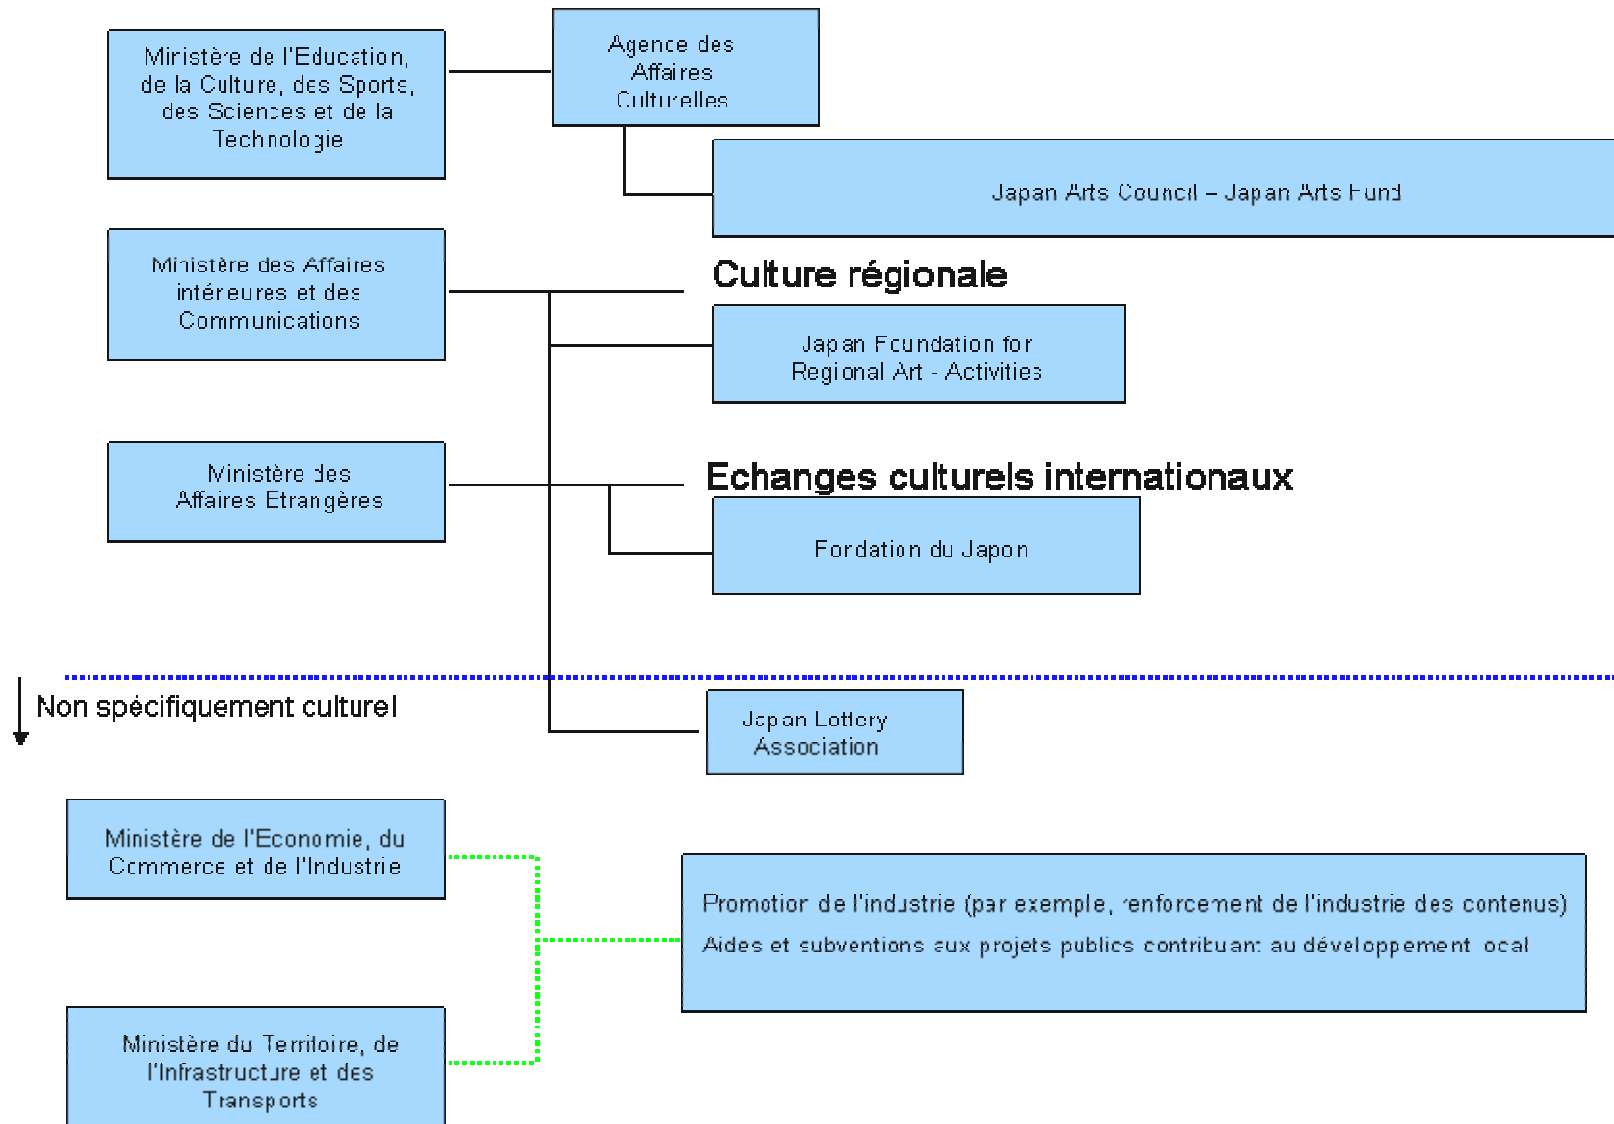 Ministère de l'Education,
de la Culture, des Sports,
des Sciences et de la
Technologie
Agence des
Affaires
Culturelles
Japan Arts Council – Japan Arts Fund
Ministère des Affaires
intéreures et des
Communications
Culture régionale
Japan Foundation for
Regional Art - Activities
Ministère des
Affaires Etrangères
Echanges culturels internationaux
Fondation du Japon
Non spécifiquement culturel
Japan Lottery
Association
Ministère de l'Economie, du
Commerce et de l'Industrie
Promotion de l'industrie (par exemple, renforcement de l'industrie des contenus)
Aides et subventions aux projets publics contribuant au développement local
Ministère du Territoire, de
l'Infrastructure et des
Transports